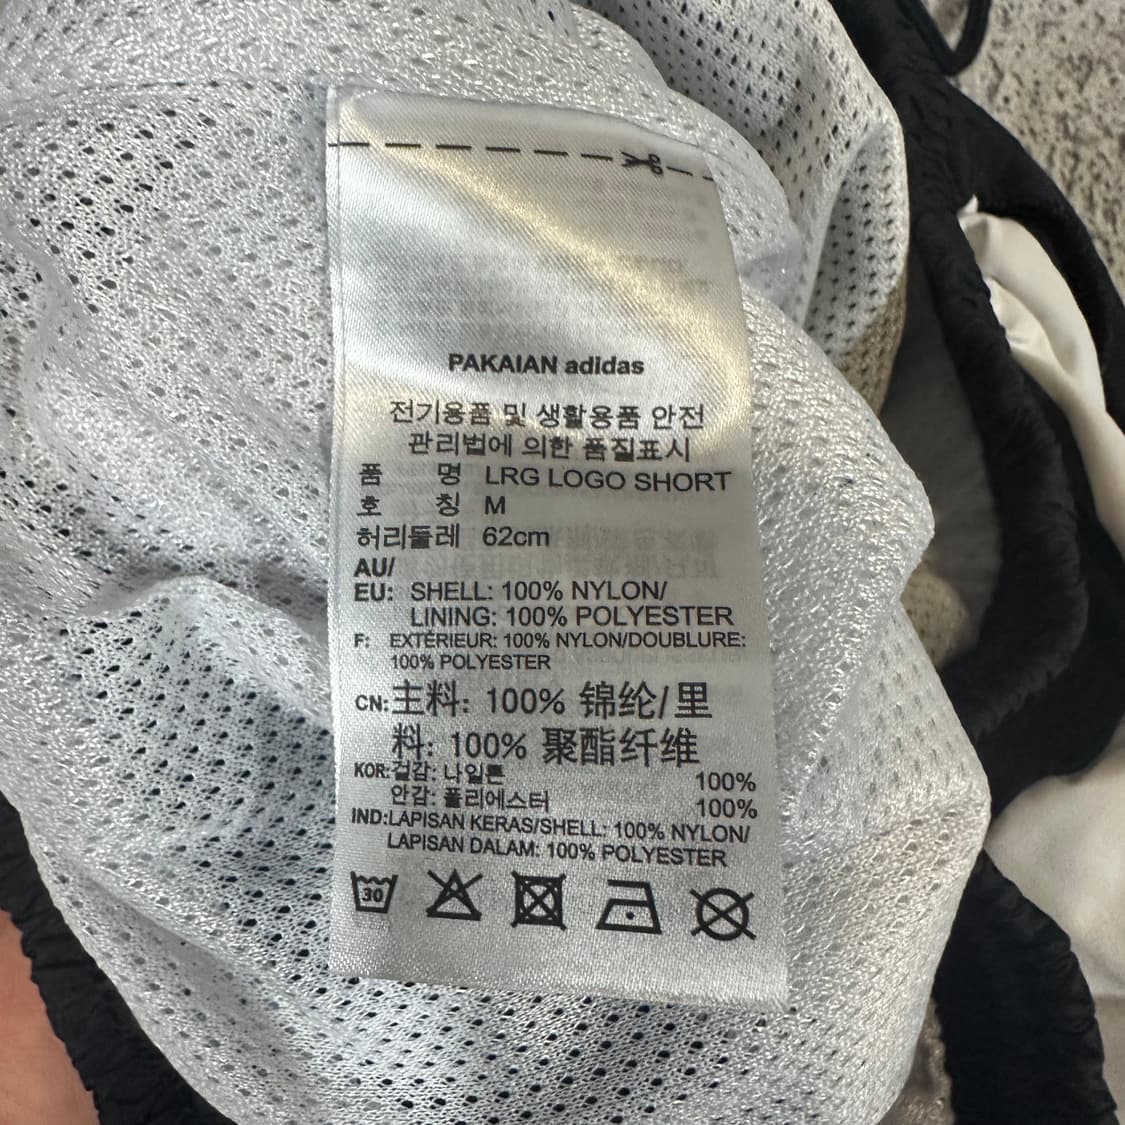 PAKAIAN adidas
전기용품 및 생활용품 안전
관리법에 의한 품질표시
품 명 LRG LOGO SHORT
호 칭 M
허리둘레 62cm
AU/
EU: SHELL: 100% NYLON/
LINING: 100% POLYESTER
F: EXTÉRIEUR: 100% NYLON/DOUBLURE:
100% POLYESTER
CN: 主料: 100% 锦纶/里
料: 100% 聚酯纤维
KOR: 겉감: 나일론 100%
안감: 폴리에스터 100%
IND:LAPISAN KERAS/SHELL: 100% NYLON/
LAPISAN DALAM: 100% POLYESTER
30